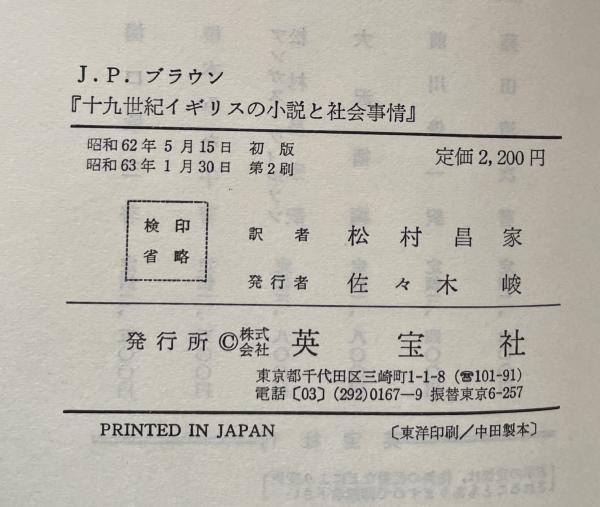 J.P. ブラウン
『十九世紀イギリスの小説と社会事情』
昭和62年5月15日 初版
昭和63年1月30日 第2刷
定価2,200円
検印
省略
訳者 松村昌家
発行者 佐々木峻
発行所 ©株式会社 英宝社
東京都千代田区三崎町1-1-8 (☎101-91)
電話〔03〕(292)0167―9 振替東京6-257
PRINTED IN JAPAN 〔東洋印刷/中田製本〕